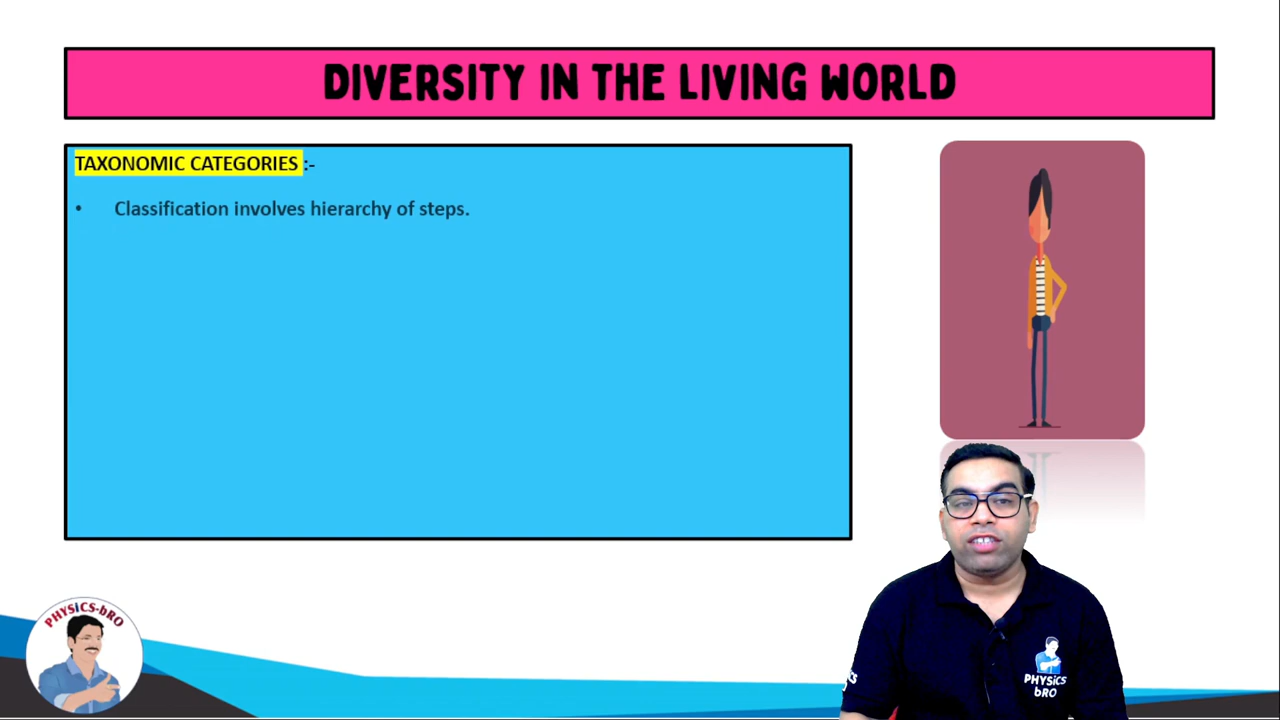 DIVERSITY IN THE LIVING WORLD
TAXONOMIC CATEGORIES :-
• Classification involves hierarchy of steps.
PHYSiCS-bRO
PHYSiCS
bRO